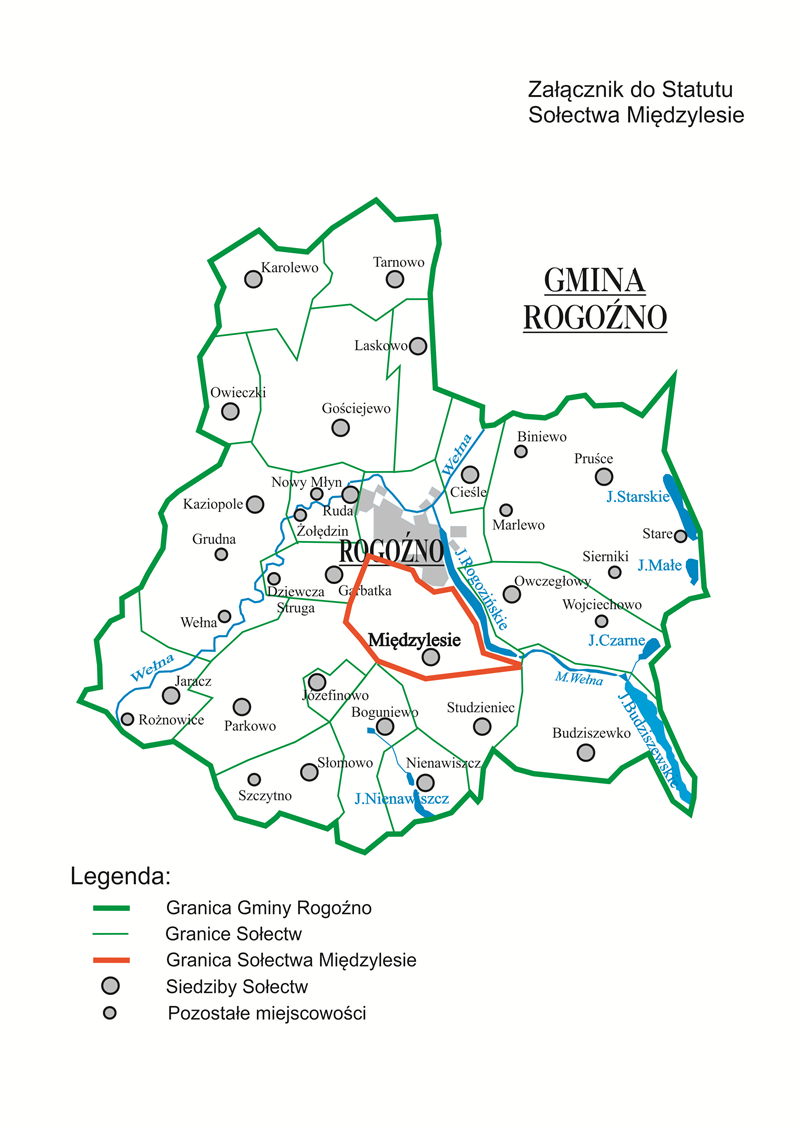 Załącznik do Statutu
Sołectwa Międzylesie
GMINA
ROGOŹNO
Karolewo
Tarnowo
Laskowo
Owieczki
Gościejewo
Biniewo
Wełna
Pruśce
Cieśle
Nowy Młyn
Kaziopole
Ruda
J.Starskie
Marlewo
Żołędzin
Stare
Grudna
ROGOŹNO
Sierniki
J.Małe
J.Rogozińskie
Owczegłowy
Dziewcza
Struga
Garbatka
Wojciechowo
Wełna
Międzylesie
J.Czarne
Wełna
M.Wełna
Jaracz
Józefinowo
Rożnowice
Parkowo
Boguniewo
Studzieniec
J.Budziszewskie
Budziszewko
Słomowo
Nienawiszcz
Szczytno
J.Nienawiszcz
Legenda:
Granica Gminy Rogoźno
Granice Sołectw
Granica Sołectwa Międzylesie
Siedziby Sołectw
Pozostałe miejscowości